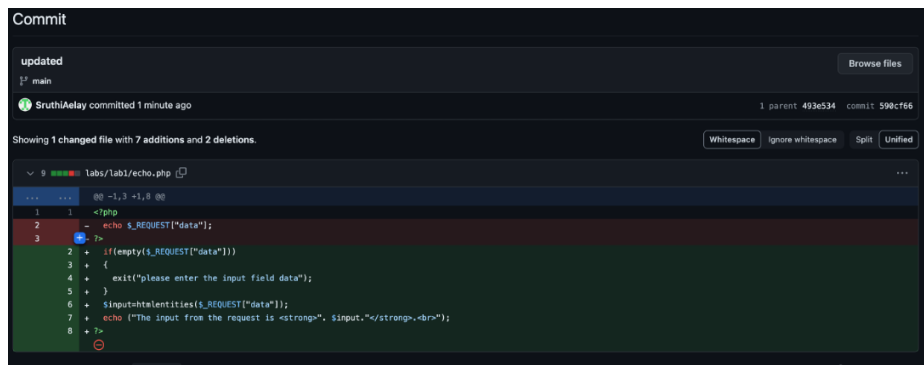 Commit
updated
Browse files
main
SruthiAelay committed 1 minute ago
1 parent 493e534 commit 590cf66
Showing 1 changed file with 7 additions and 2 deletions.
Whitespace Ignore whitespace Split Unified
9 labs/lab1/echo.php ...
... ... @@ -1,3 +1,8 @@
1 1 <?php
2 - echo $_REQUEST["data"];
3 - ?>
2 + if(empty($_REQUEST["data"]))
3 + {
4 + exit("please enter the input field data");
5 + }
6 + $input=htmlentities($_REQUEST["data"]);
7 + echo ("The input from the request is <strong>". $input."</strong>.<br>");
8 + ?>